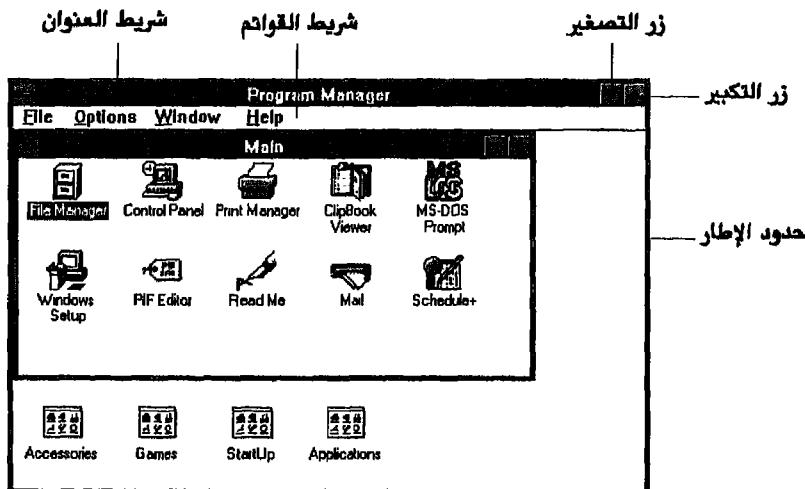 شريط العنوان شريط القوائم زر التصغير
Program Manager
زر التكبير
File Options Window Help
Main
File Manager Control Panel Print Manager ClipBook Viewer MS-DOS Prompt
حدود الإطار
Windows Setup PIF Editor Read Me Mail Schedule+
Accessories Games StartUp Applications